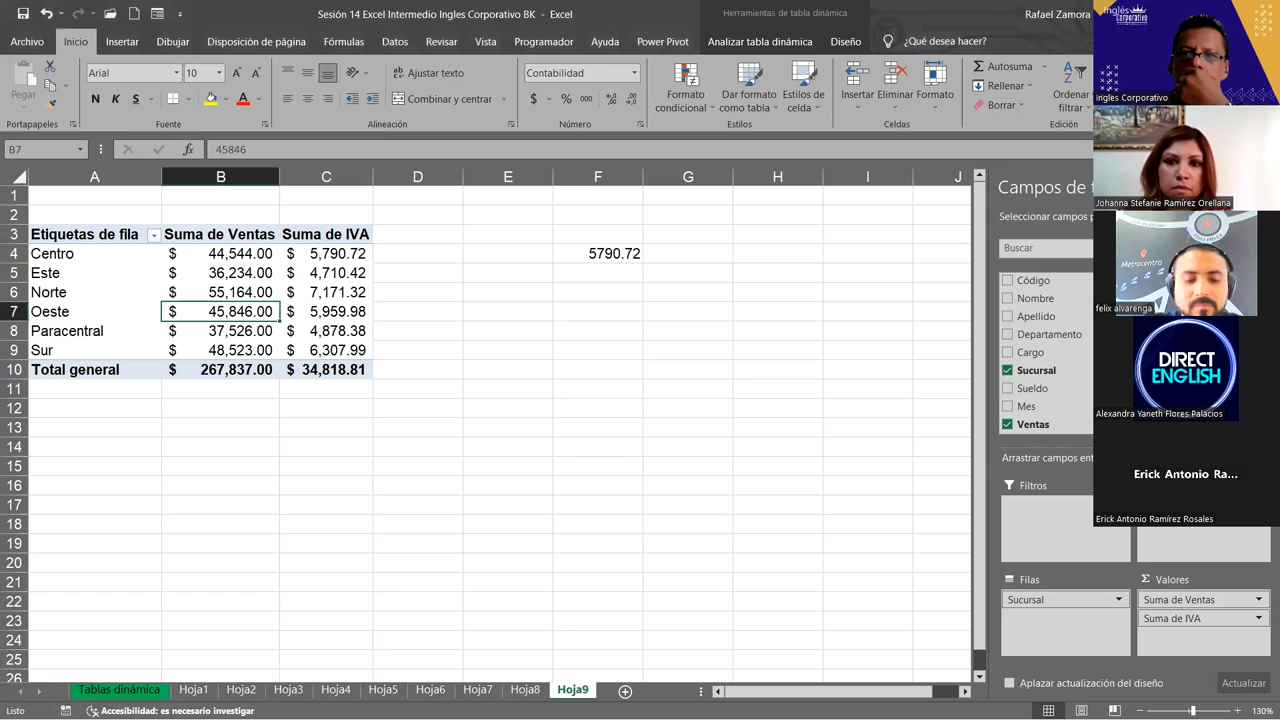 Sesión 14 Excel Intermedio Ingles Corporativo BK - Excel
Herramientas de tabla dinámica
Rafael Zamora
Archivo Inicio Insertar Dibujar Disposición de página Fórmulas Datos Revisar Vista Programador Ayuda Power Pivot Analizar tabla dinámica Diseño ¿Qué desea hacer?
Pegar
Arial 10
N K S
Ajustar texto
Combinar y centrar
Contabilidad
$ % 000
Formato condicional
Dar formato como tabla
Estilos de celda
Insertar Eliminar Formato
Autosuma
Rellenar
Borrar
Ordenar filtrar
Portapapeles Fuente Alineación Número Estilos Celdas Edición
B7 fx 45846
A B C D E F G H I J
1
2
3 Etiquetas de fila Suma de Ventas Suma de IVA
4 Centro $ 44,544.00 $ 5,790.72 5790.72
5 Este $ 36,234.00 $ 4,710.42
6 Norte $ 55,164.00 $ 7,171.32
7 Oeste $ 45,846.00 $ 5,959.98
8 Paracentral $ 37,526.00 $ 4,878.38
9 Sur $ 48,523.00 $ 6,307.99
10 Total general $ 267,837.00 $ 34,818.81
11
12
13
14
15
16
17
18
19
20
21
22
23
24
25
26
Campos de
Seleccionar campos
Buscar
Código
Nombre
Apellido
Departamento
Cargo
Sucursal
Sueldo
Mes
Ventas
Arrastrar campos
Filtros
Filas
Sucursal
Σ Valores
Suma de Ventas
Suma de IVA
Aplazar actualización del diseño
Actualizar
Inglés Corporativo
Ingles Corporativo
Johanna Stefanie Ramírez Orellana
Metrocentro
felix alvarenga
DIRECT ENGLISH
Alexandra Yaneth Flores Palacios
Erick Antonio Ra...
Erick Antonio Ramírez Rosales
Tablas dinámica Hoja1 Hoja2 Hoja3 Hoja4 Hoja5 Hoja6 Hoja7 Hoja8 Hoja9
Listo Accesibilidad: es necesario investigar 130%